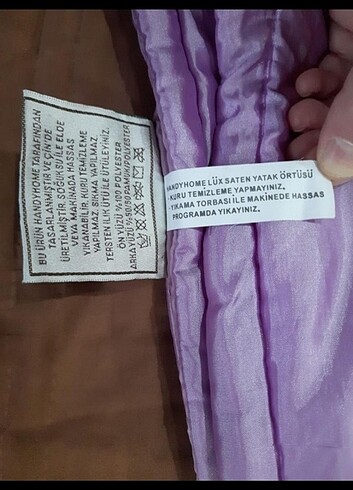 BU ÜRÜN HANDYHOME TARAFINDAN
TASARLANMIŞTIR VE ÇİN'DE
ÜRETİLMİŞTİR. SOĞUK SU İLE ELDE
VEYA MAKİNADA HASSAS
YIKANABİLİR. KURU TEMİZLEME
YAPILMAZ. SIKMA YAPILMAZ
TERSTEN ILIK ÜTÜ İLE ÜTÜLEYİNİZ.
ÖN YÜZÜ %100 POLYESTER
ARKA YÜZÜ %50/50 PAMUK-POLYESTER
HANDYHOME LÜX SATEN YATAK ÖRTÜSÜ
- KURU TEMİZLEME YAPMAYINIZ.
- YIKAMA TORBASI İLE MAKİNEDE HASSAS
PROGRAMDA YIKAYINIZ.